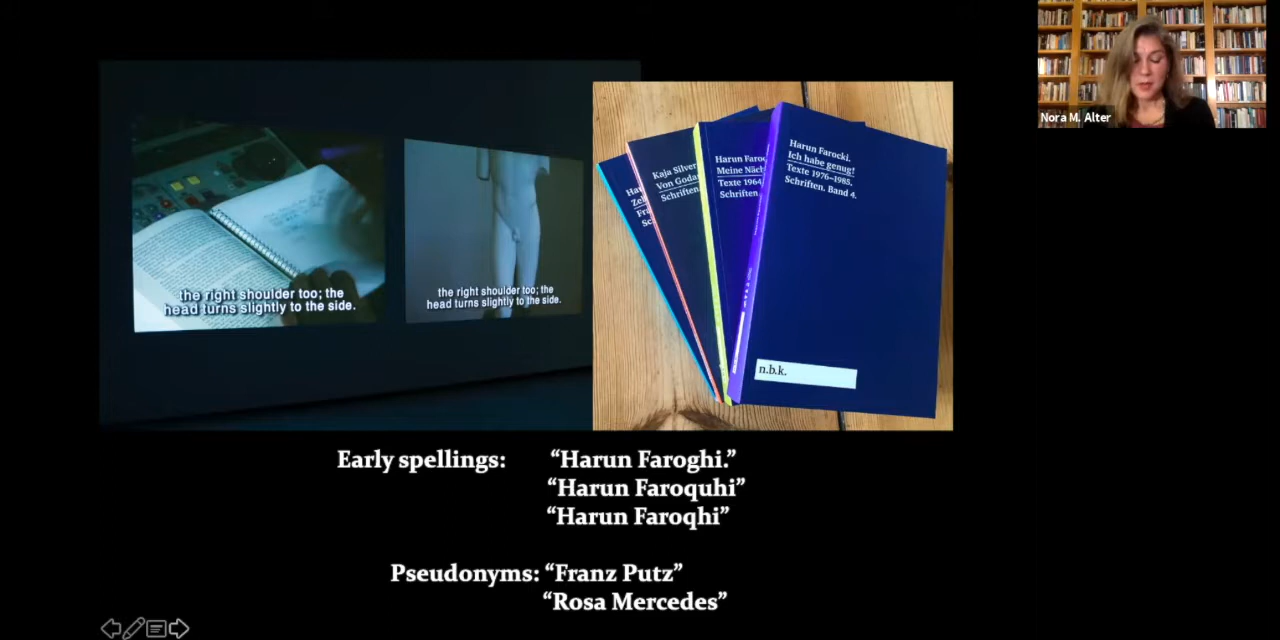 Nora M. Alter
the right shoulder too; the
head turns slightly to the side.
the right shoulder too; the
head turns slightly to the side.
Kaja Silver
Von Goda
Schriften
Harun Faroc
Meine Näch
Texte 1964
Schriften
Harun Farocki.
Ich habe genug!
Texte 1976–1985.
Schriften. Band 4.
n.b.k.
Early spellings: “Harun Faroghi.”
“Harun Faroquhi”
“Harun Faroqhi”
Pseudonyms: “Franz Putz”
“Rosa Mercedes”